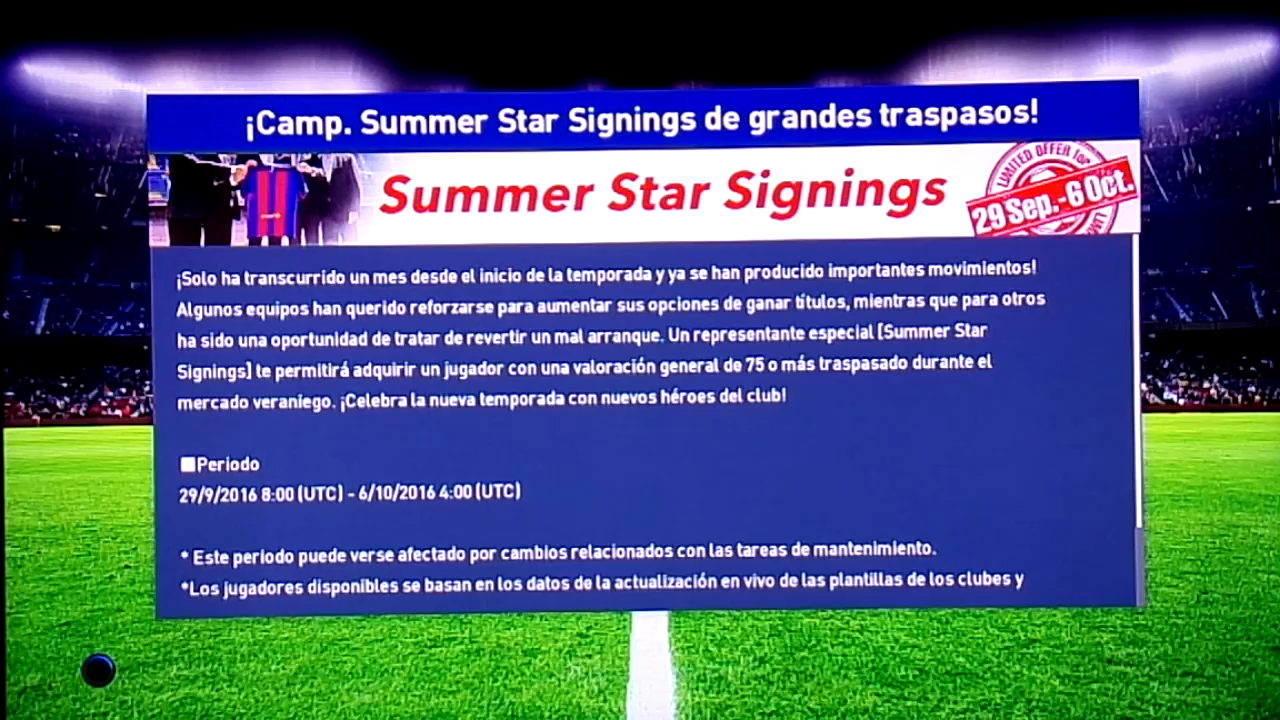 ¡Camp. Summer Star Signings de grandes traspasos!
Summer Star Signings
LIMITED OFFER for
29 Sep.-6 Oct.
¡Solo ha transcurrido un mes desde el inicio de la temporada y ya se han producido importantes movimientos!
Algunos equipos han querido reforzarse para aumentar sus opciones de ganar títulos, mientras que para otros
ha sido una oportunidad de tratar de revertir un mal arranque. Un representante especial [Summer Star
Signings] te permitirá adquirir un jugador con una valoración general de 75 o más traspasado durante el
mercado veraniego. ¡Celebra la nueva temporada con nuevos héroes del club!
■Periodo
29/9/2016 8:00 (UTC) - 6/10/2016 4:00 (UTC)
* Este periodo puede verse afectado por cambios relacionados con las tareas de mantenimiento.
*Los jugadores disponibles se basan en los datos de la actualización en vivo de las plantillas de los clubes y